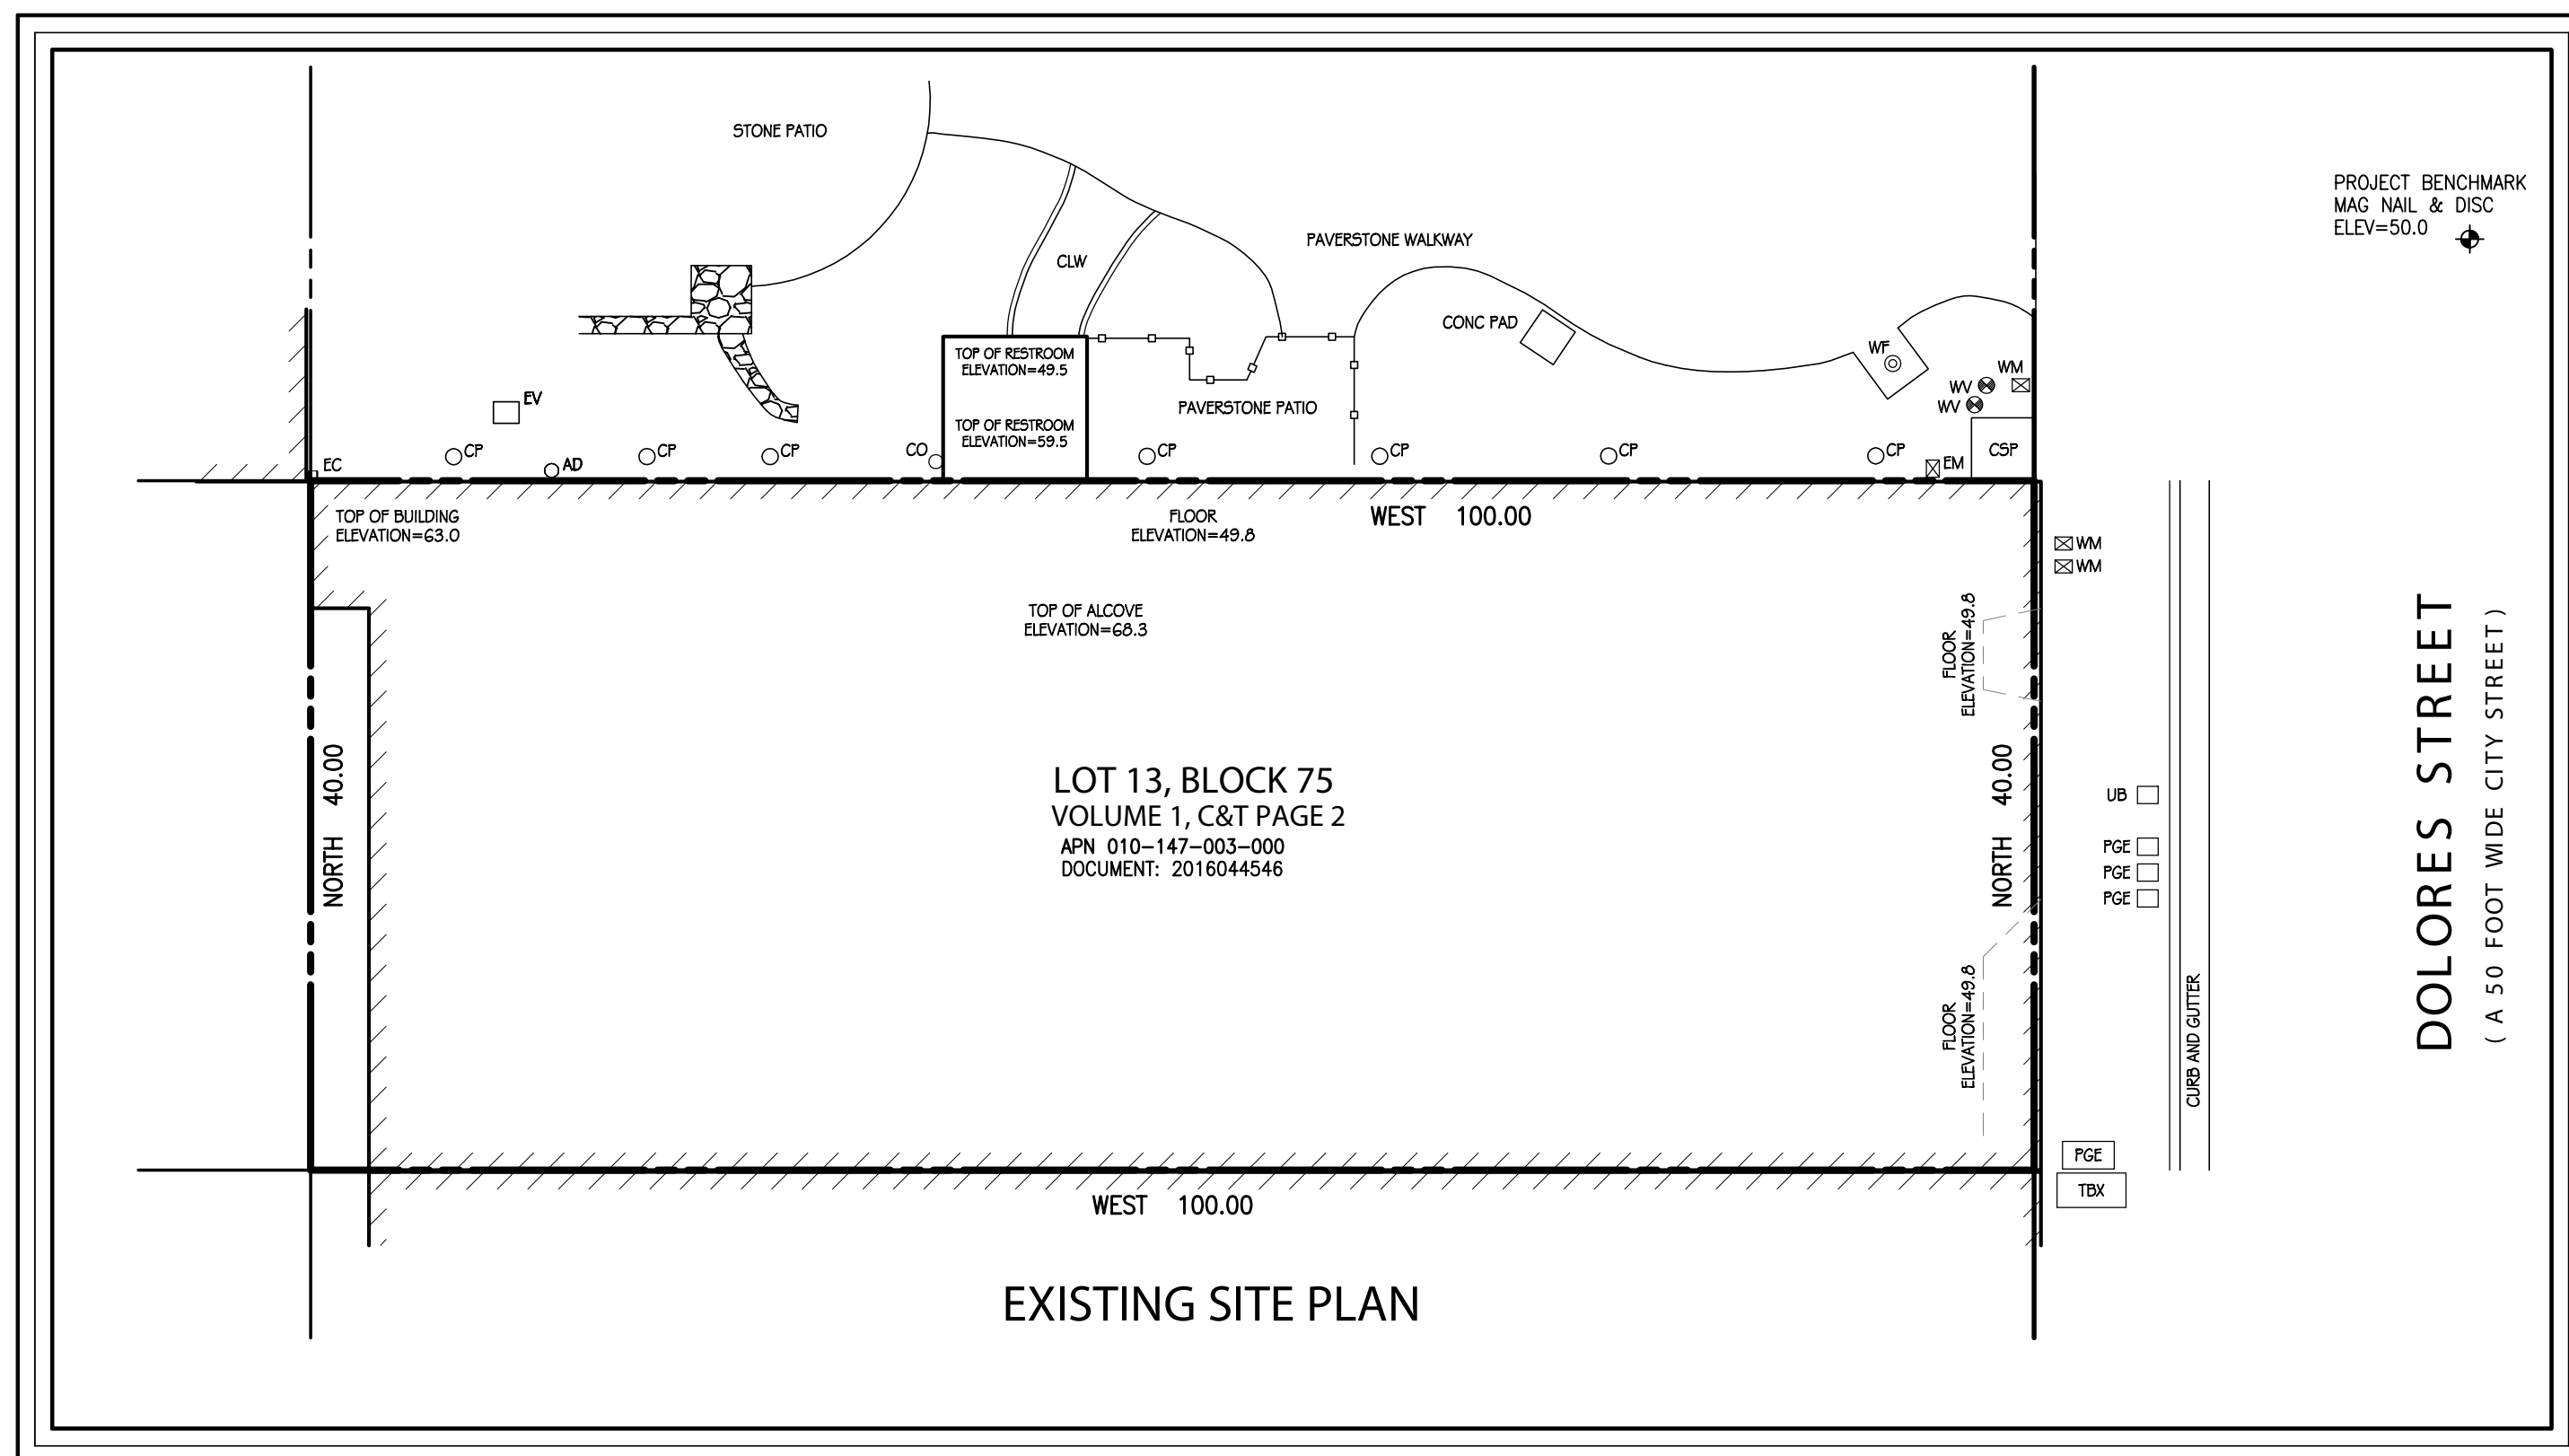 STONE PATIO
PROJECT BENCHMARK
MAG NAIL & DISC
ELEV=50.0
PAVERSTONE WALKWAY
CLW
CONC PAD
WF
WM
WV
WV
TOP OF RESTROOM
ELEVATION=49.5
PAVERSTONE PATIO
TOP OF RESTROOM
ELEVATION=59.5
EV
EC
CP
AD
CP
CP
CO
CP
CP
CP
CP
EM
CSP
TOP OF BUILDING
ELEVATION=63.0
FLOOR
ELEVATION=49.8
WEST 100.00
WM
WM
TOP OF ALCOVE
ELEVATION=68.3
FLOOR
ELEVATION=49.8
NORTH 40.00
LOT 13, BLOCK 75
VOLUME 1, C&T PAGE 2
APN 010-147-003-000
DOCUMENT: 2016044546
NORTH 40.00
UB
PGE
PGE
PGE
DOLORES STREET
( A 50 FOOT WIDE CITY STREET )
FLOOR
ELEVATION=49.8
CURB AND GUTTER
PGE
TBX
WEST 100.00
EXISTING SITE PLAN